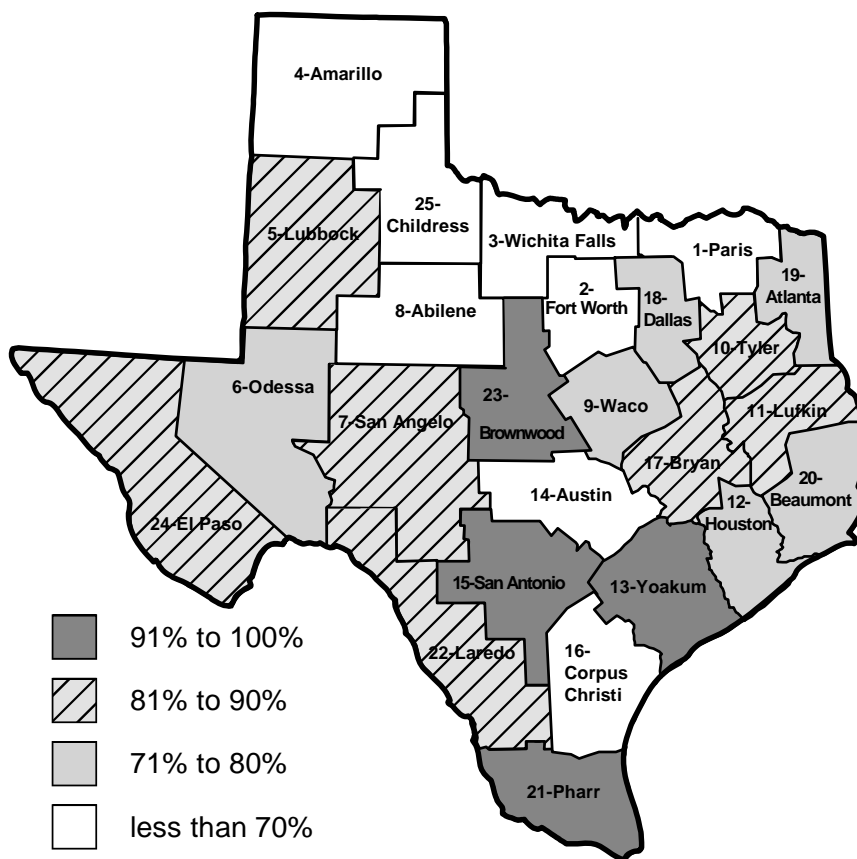 4-Amarillo
25-
Childress
5-Lubbock
3-Wichita Falls
1-Paris
19-
Atlanta
2-
Fort Worth
18-
Dallas
8-Abilene
10-Tyler
6-Odessa
23-
Brownwood
9-Waco
7-San Angelo
11-Lufkin
17-Bryan
20-
Beaumont
14-Austin
12-
Houston
24-El Paso
15-San Antonio
13-Yoakum
22-Laredo
16-
Corpus
Christi
21-Pharr
91% to 100%
81% to 90%
71% to 80%
less than 70%